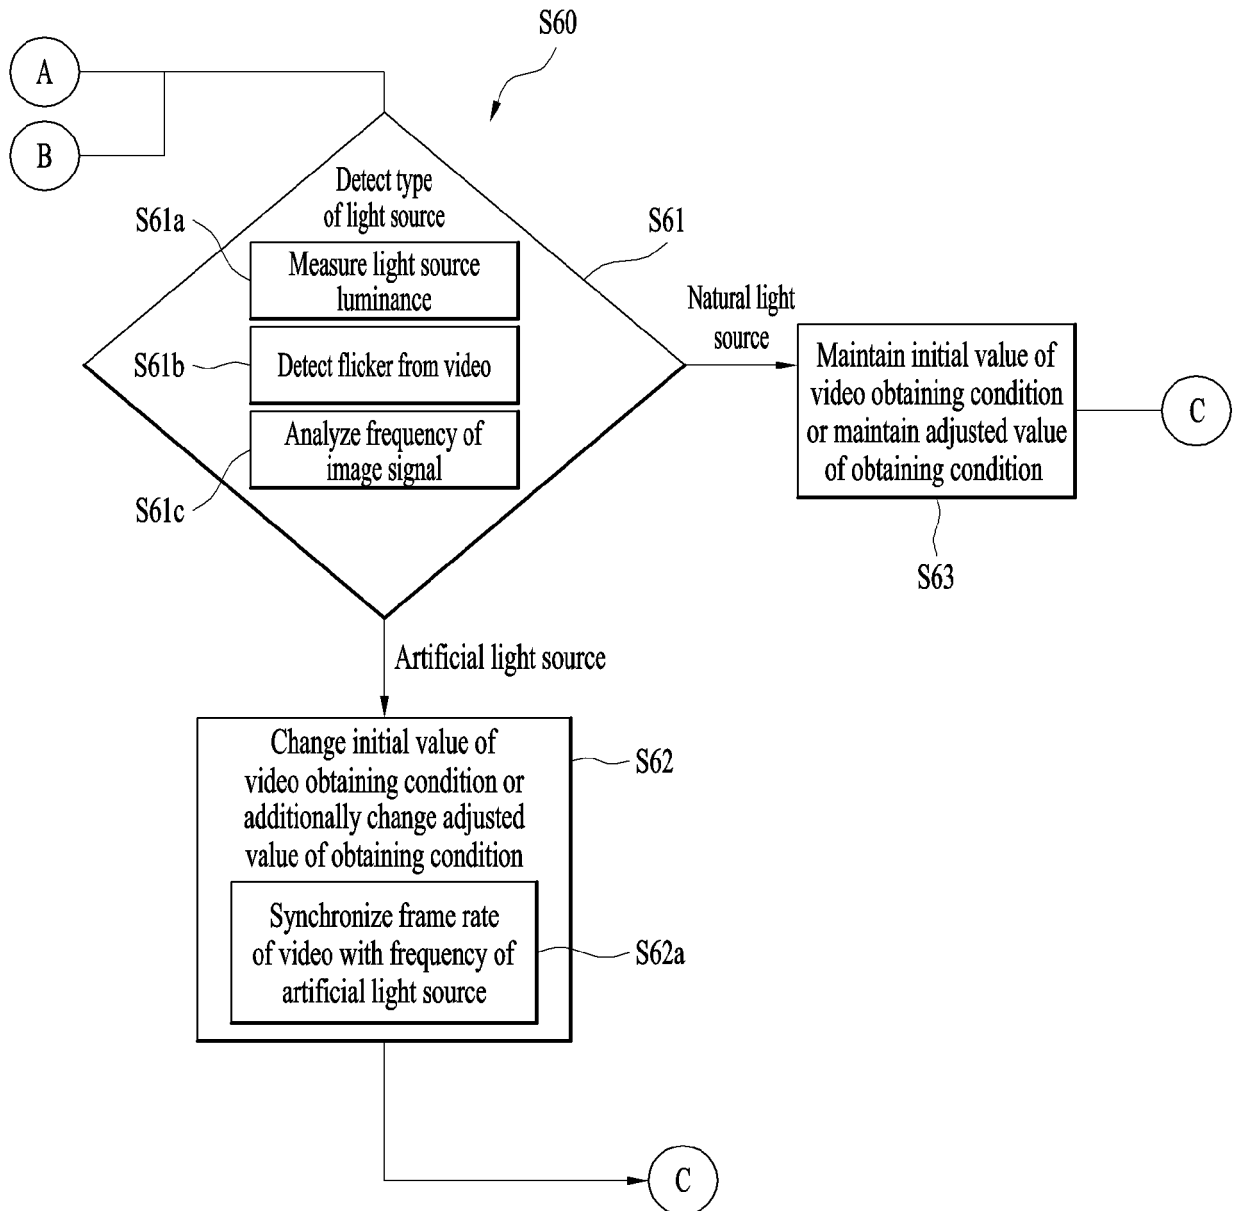 S60
A
B
Detect type
of light source
S61a
S61
Measure light source
luminance
S61b
Detect flicker from video
Analyze frequency of
image signal
S61c
Natural light
source
Maintain initial value of
video obtaining condition
or maintain adjusted value
of obtaining condition
C
S63
Artificial light source
Change initial value of
video obtaining condition or
additionally change adjusted
value of obtaining condition
S62
Synchronize frame rate
of video with frequency of
artificial light source
S62a
C